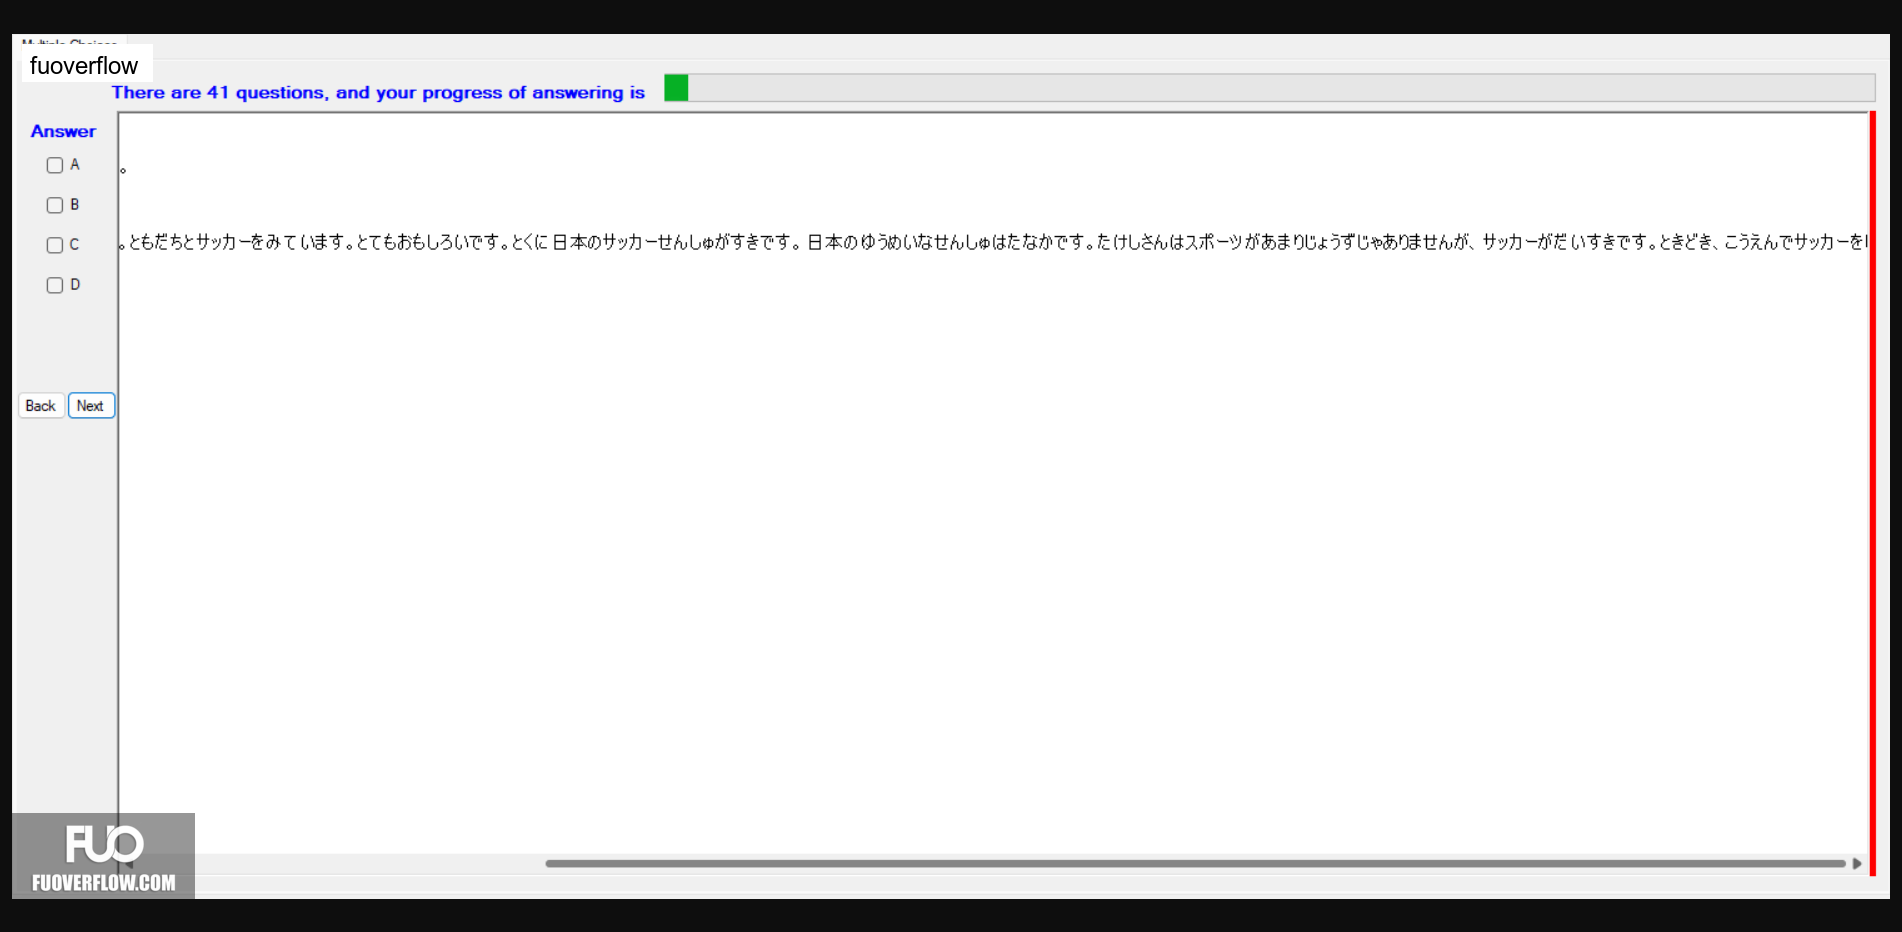 fuoverflow
There are 41 questions, and your progress of answering is
Answer
A
。
B
C
。ともだちとサッカーをみています。とてもおもしろいです。とくに日本のサッカーせんしゅがすきです。日本のゆうめいなせんしゅはたなかです。たけしさんはスポーツがあまりじょうずじゃありませんが、サッカーがだいすきです。ときどき、こうえんでサッカーを
D
Back Next
FUO
FUOVERFLOW.COM